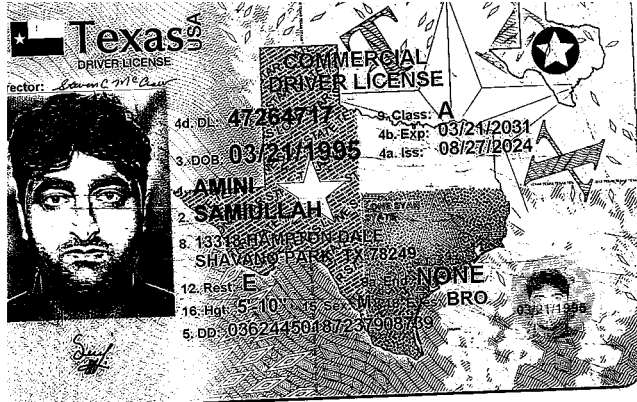 Texas USA
DRIVER LICENSE
COMMERCIAL
DRIVER LICENSE
4d. DL: 47264717 9. Class: A
4b. Exp: 03/21/2031
3. DOB: 03/21/1995 4a. Iss: 08/27/2024
1. AMINI
2. SAMIULLAH
8. 13318 HAMPTON DALE
SHAVANO PARK, TX 78249
12. Rest: E NONE
16. Hgt: 5'-10" 15. Sex: M BRO
5. DD:
03/21/1995